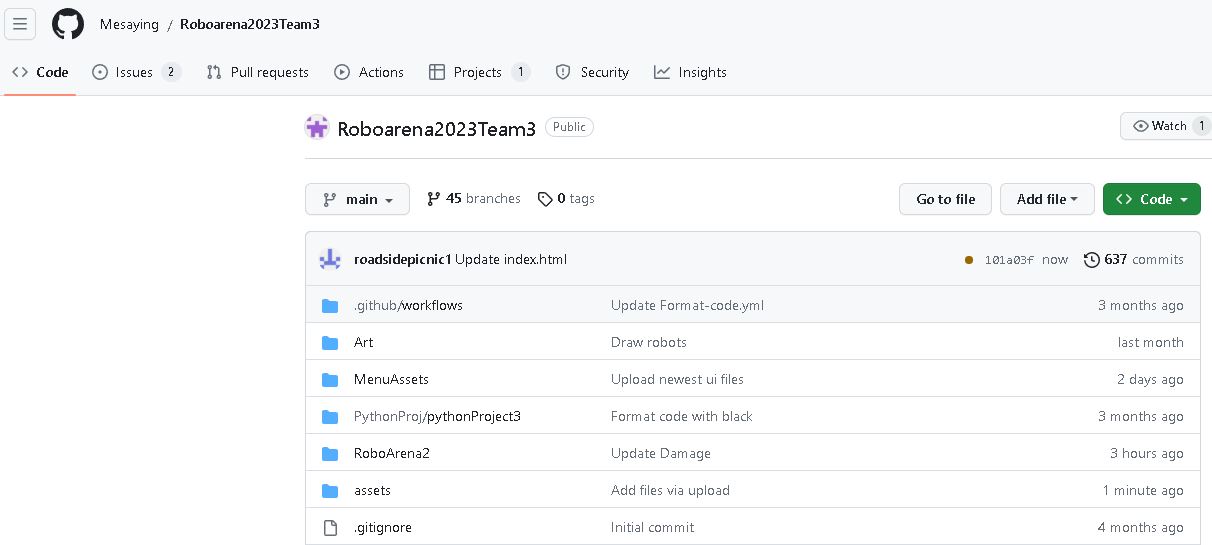 Mesaying / Roboarena2023Team3
Code Issues 2 Pull requests Actions Projects 1 Security Insights
Roboarena2023Team3 Public Watch 1
main 45 branches 0 tags Go to file Add file Code
roadsidepicnic1 Update index.html 101a03f now 637 commits
.github/workflows Update Format-code.yml 3 months ago
Art Draw robots last month
MenuAssets Upload newest ui files 2 days ago
PythonProj/pythonProject3 Format code with black 3 months ago
RoboArena2 Update Damage 3 hours ago
assets Add files via upload 1 minute ago
.gitignore Initial commit 4 months ago